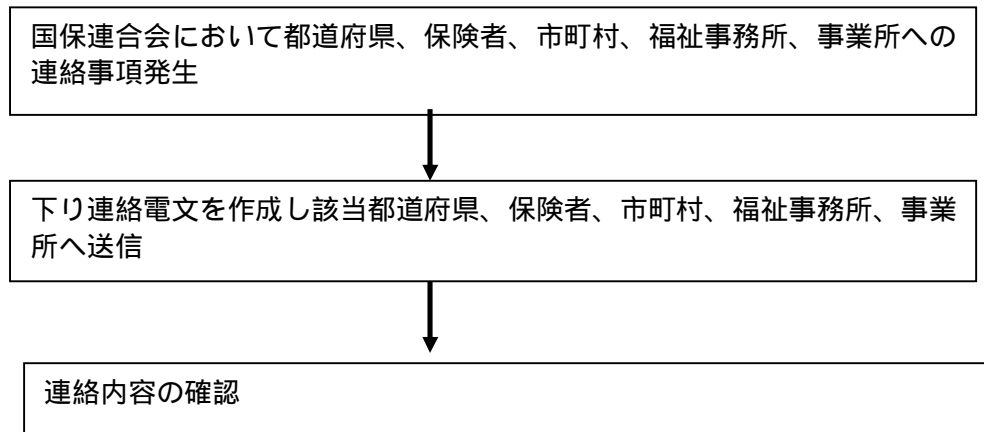 国保連合会において都道府県、保険者、市町村、福祉事務所、事業所への
連絡事項発生
下り連絡電文を作成し該当都道府県、保険者、市町村、福祉事務所、事業
所へ送信
連絡内容の確認